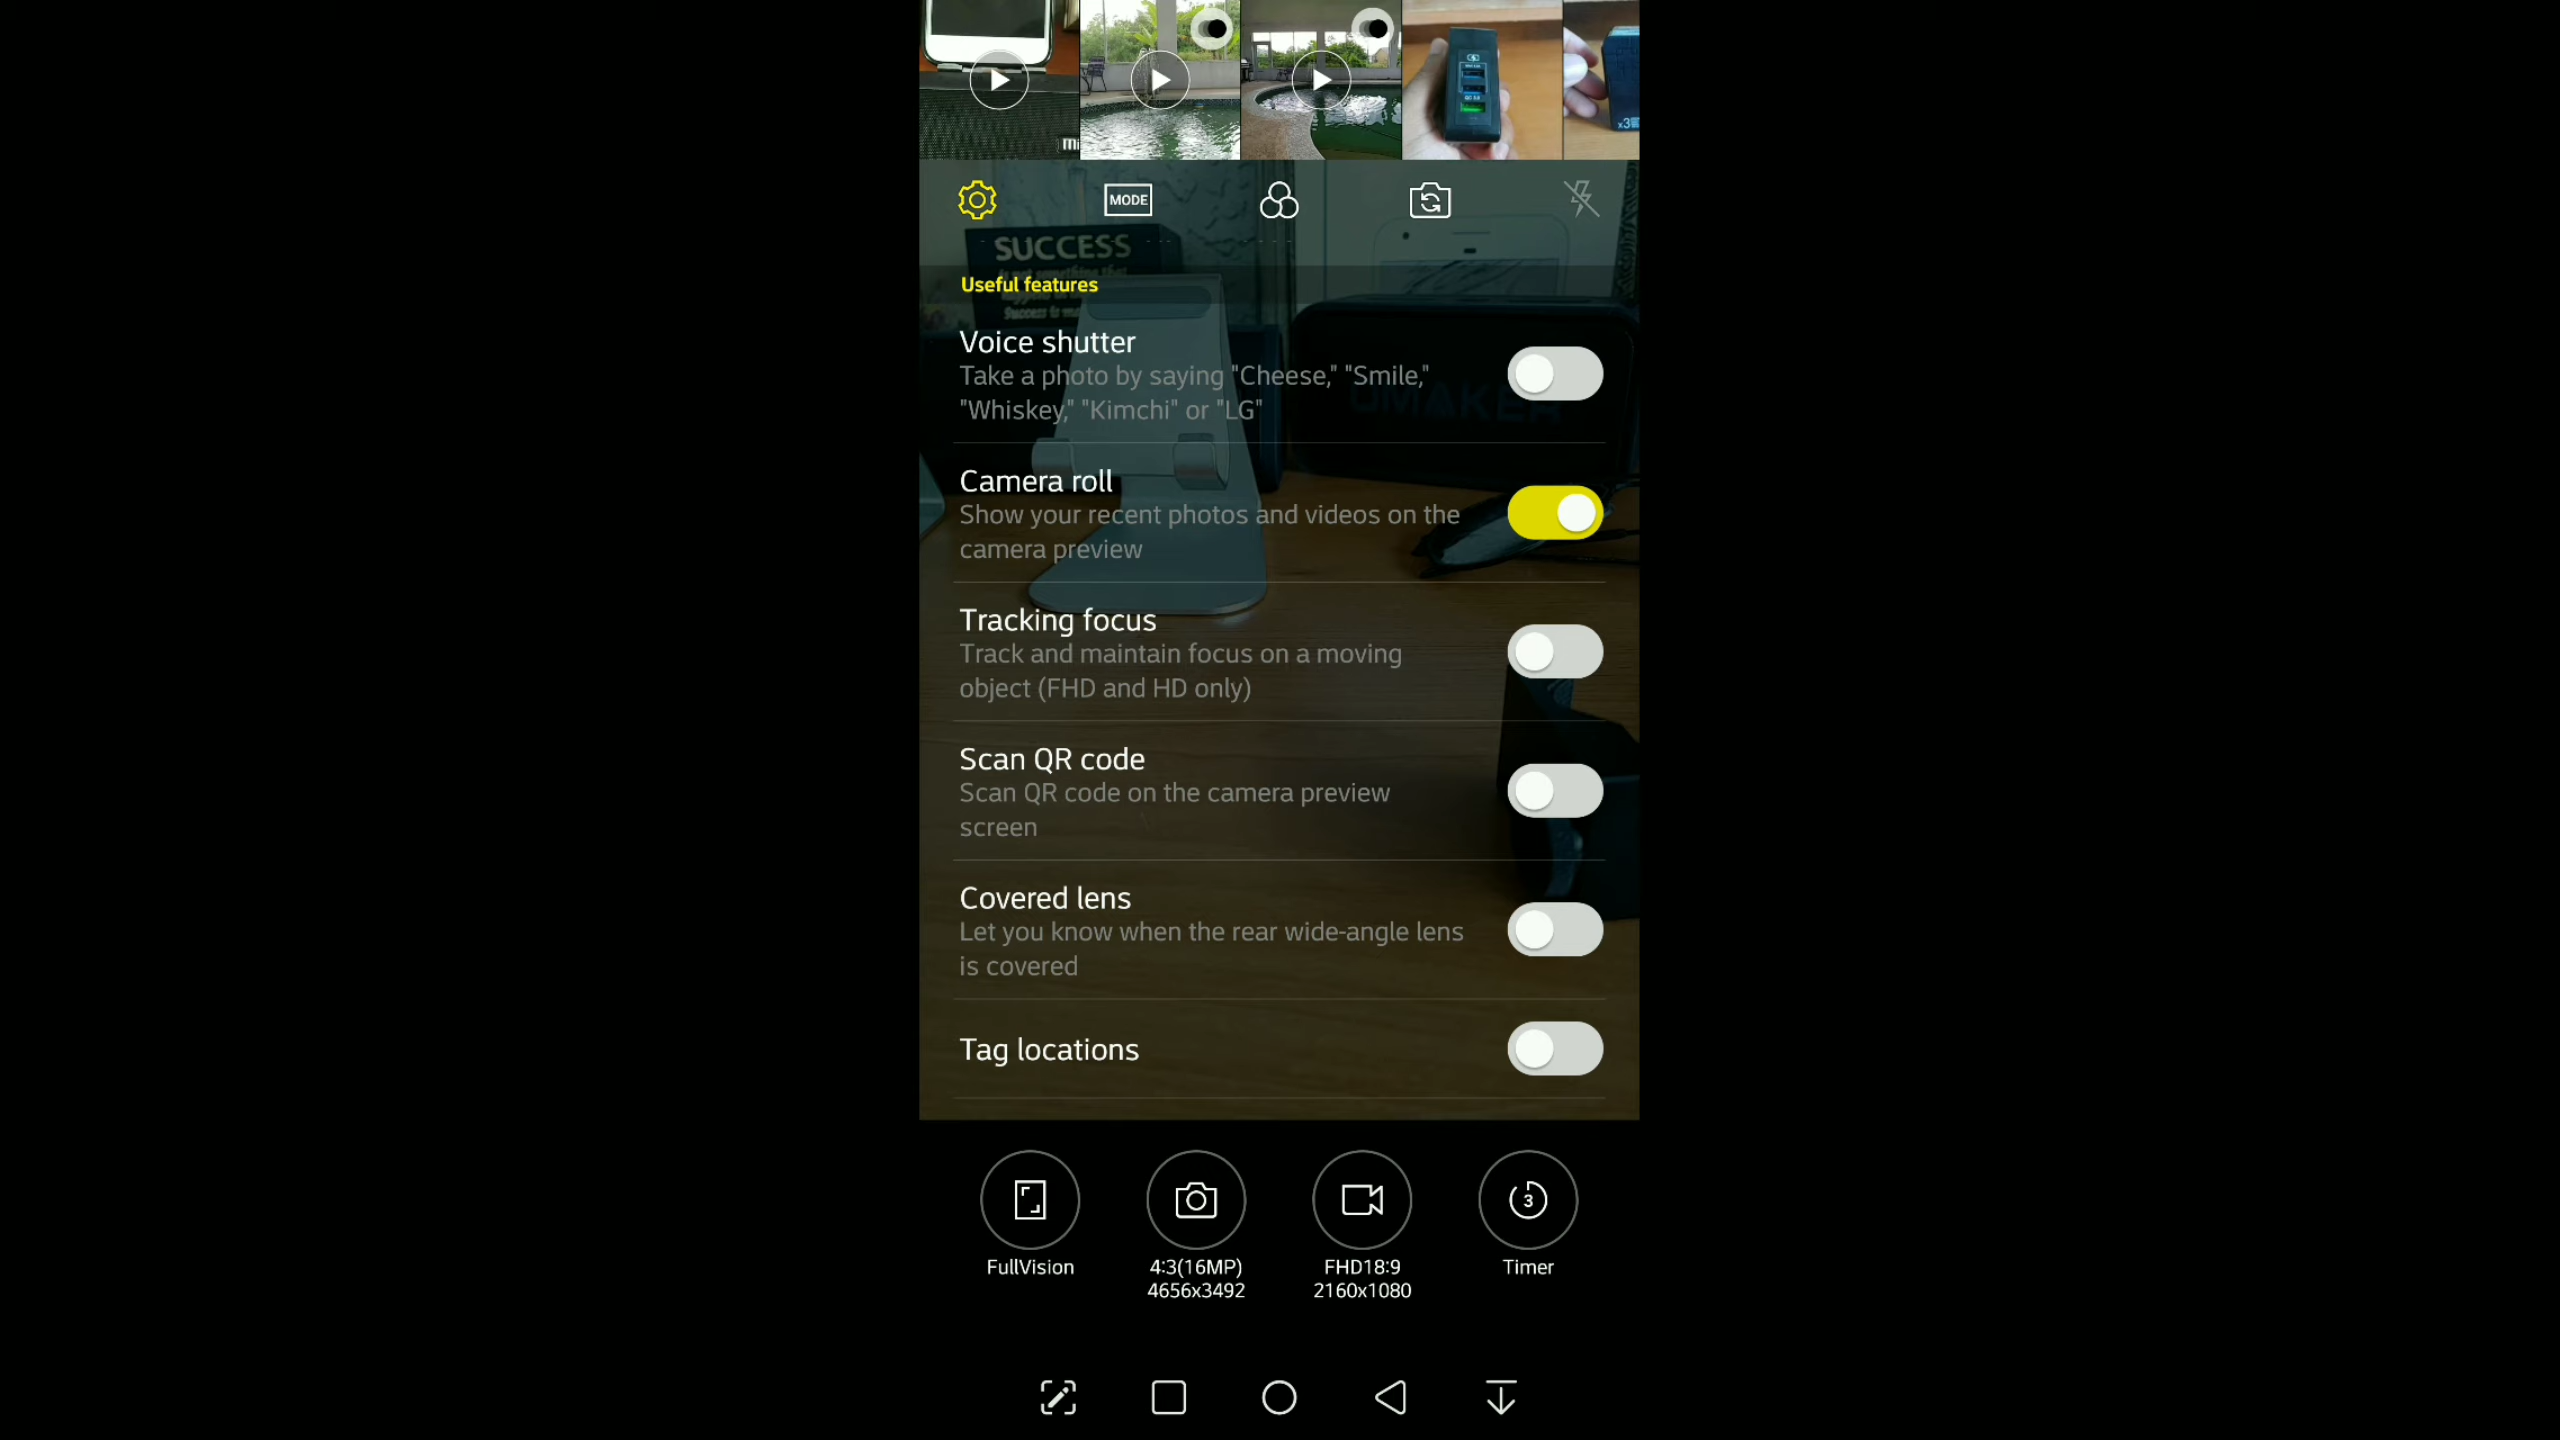 MODE
SUCCESS
Useful features
Voice shutter
Take a photo by saying "Cheese," "Smile,"
"Whiskey," "Kimchi" or "LG"
OMAKER
Camera roll
Show your recent photos and videos on the
camera preview
Tracking focus
Track and maintain focus on a moving
object (FHD and HD only)
Scan QR code
Scan QR code on the camera preview
screen
Covered lens
Let you know when the rear wide-angle lens
is covered
Tag locations
3
FullVision
4:3(16MP)
4656x3492
FHD18:9
2160x1080
Timer